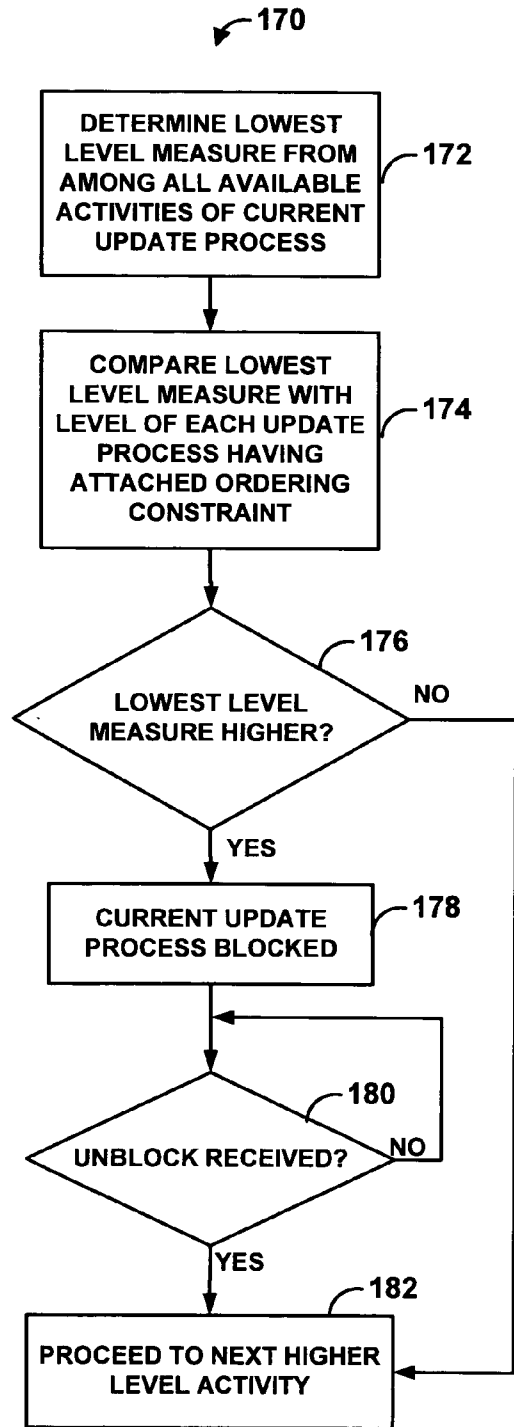 170
DETERMINE LOWEST
LEVEL MEASURE FROM
AMONG ALL AVAILABLE
ACTIVITIES OF CURRENT
UPDATE PROCESS
172
COMPARE LOWEST
LEVEL MEASURE WITH
LEVEL OF EACH UPDATE
PROCESS HAVING
ATTACHED ORDERING
CONSTRAINT
174
176
LOWEST LEVEL
MEASURE HIGHER?
NO
YES
CURRENT UPDATE
PROCESS BLOCKED
178
180
UNBLOCK RECEIVED?
NO
YES
182
PROCEED TO NEXT HIGHER
LEVEL ACTIVITY